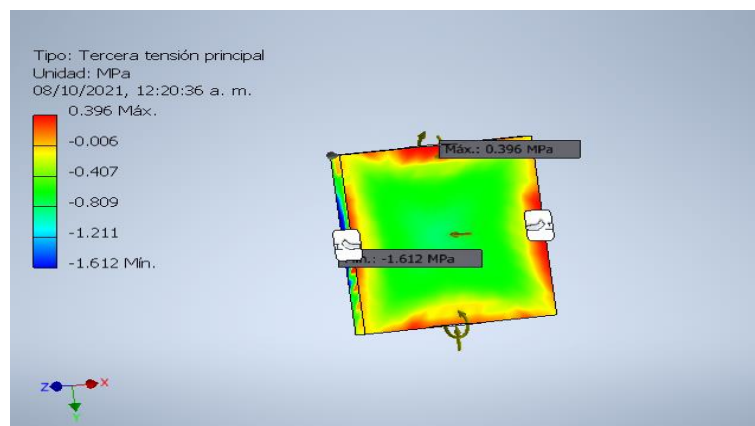 Tipo: Tercera tensión principal
Unidad: MPa
08/10/2021, 12:20:36 a. m.
0.396 Máx.
-0.006
-0.407
-0.809
-1.211
-1.612 Mín.
Máx.: 0.396 MPa
-1.612 MPa
Z
X
Y